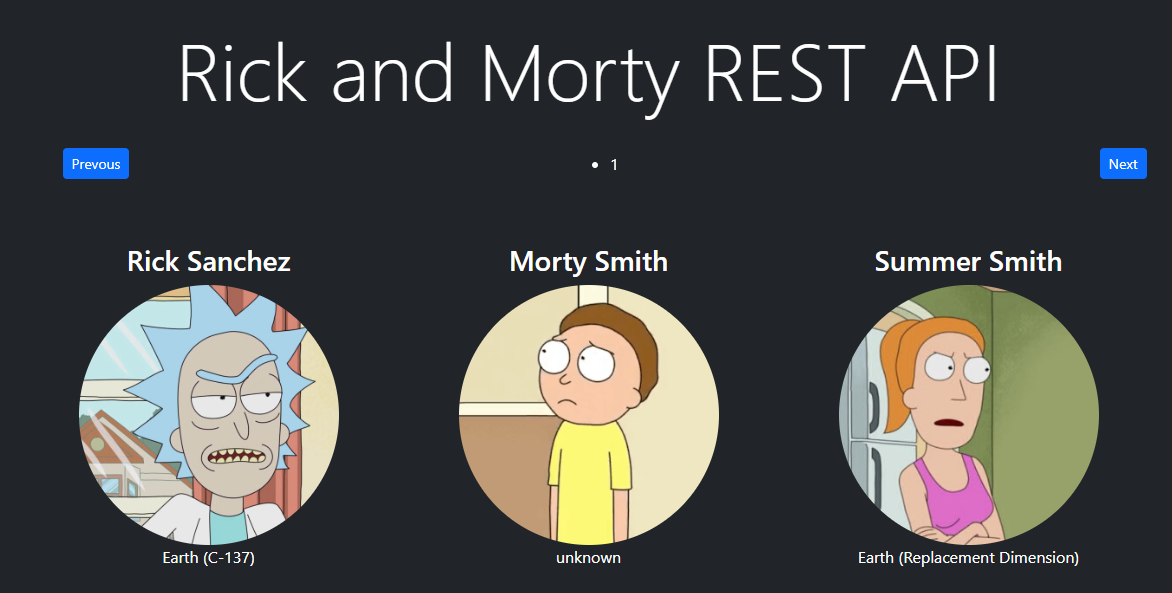 Rick and Morty REST API
Prevous
• 1
Next
Rick Sanchez
Morty Smith
Summer Smith
Earth (C-137)
unknown
Earth (Replacement Dimension)